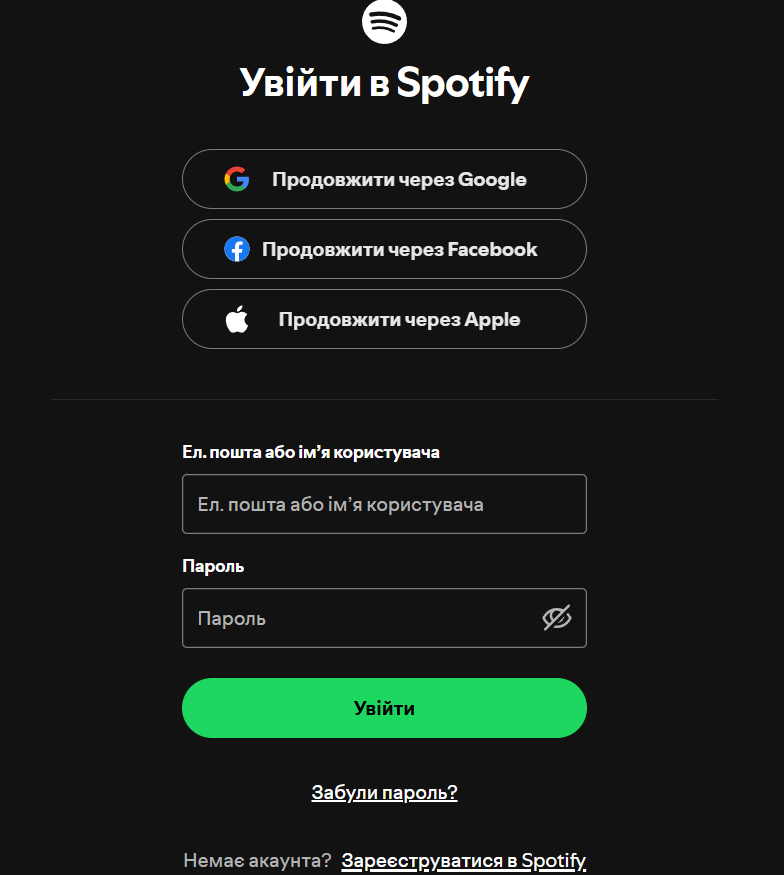 Увійти в Spotify
Продовжити через Google
Продовжити через Facebook
Продовжити через Apple
Ел. пошта або ім’я користувача
Ел. пошта або ім’я користувача
Пароль
Пароль
Увійти
Забули пароль?
Немає акаунта? Зареєструватися в Spotify